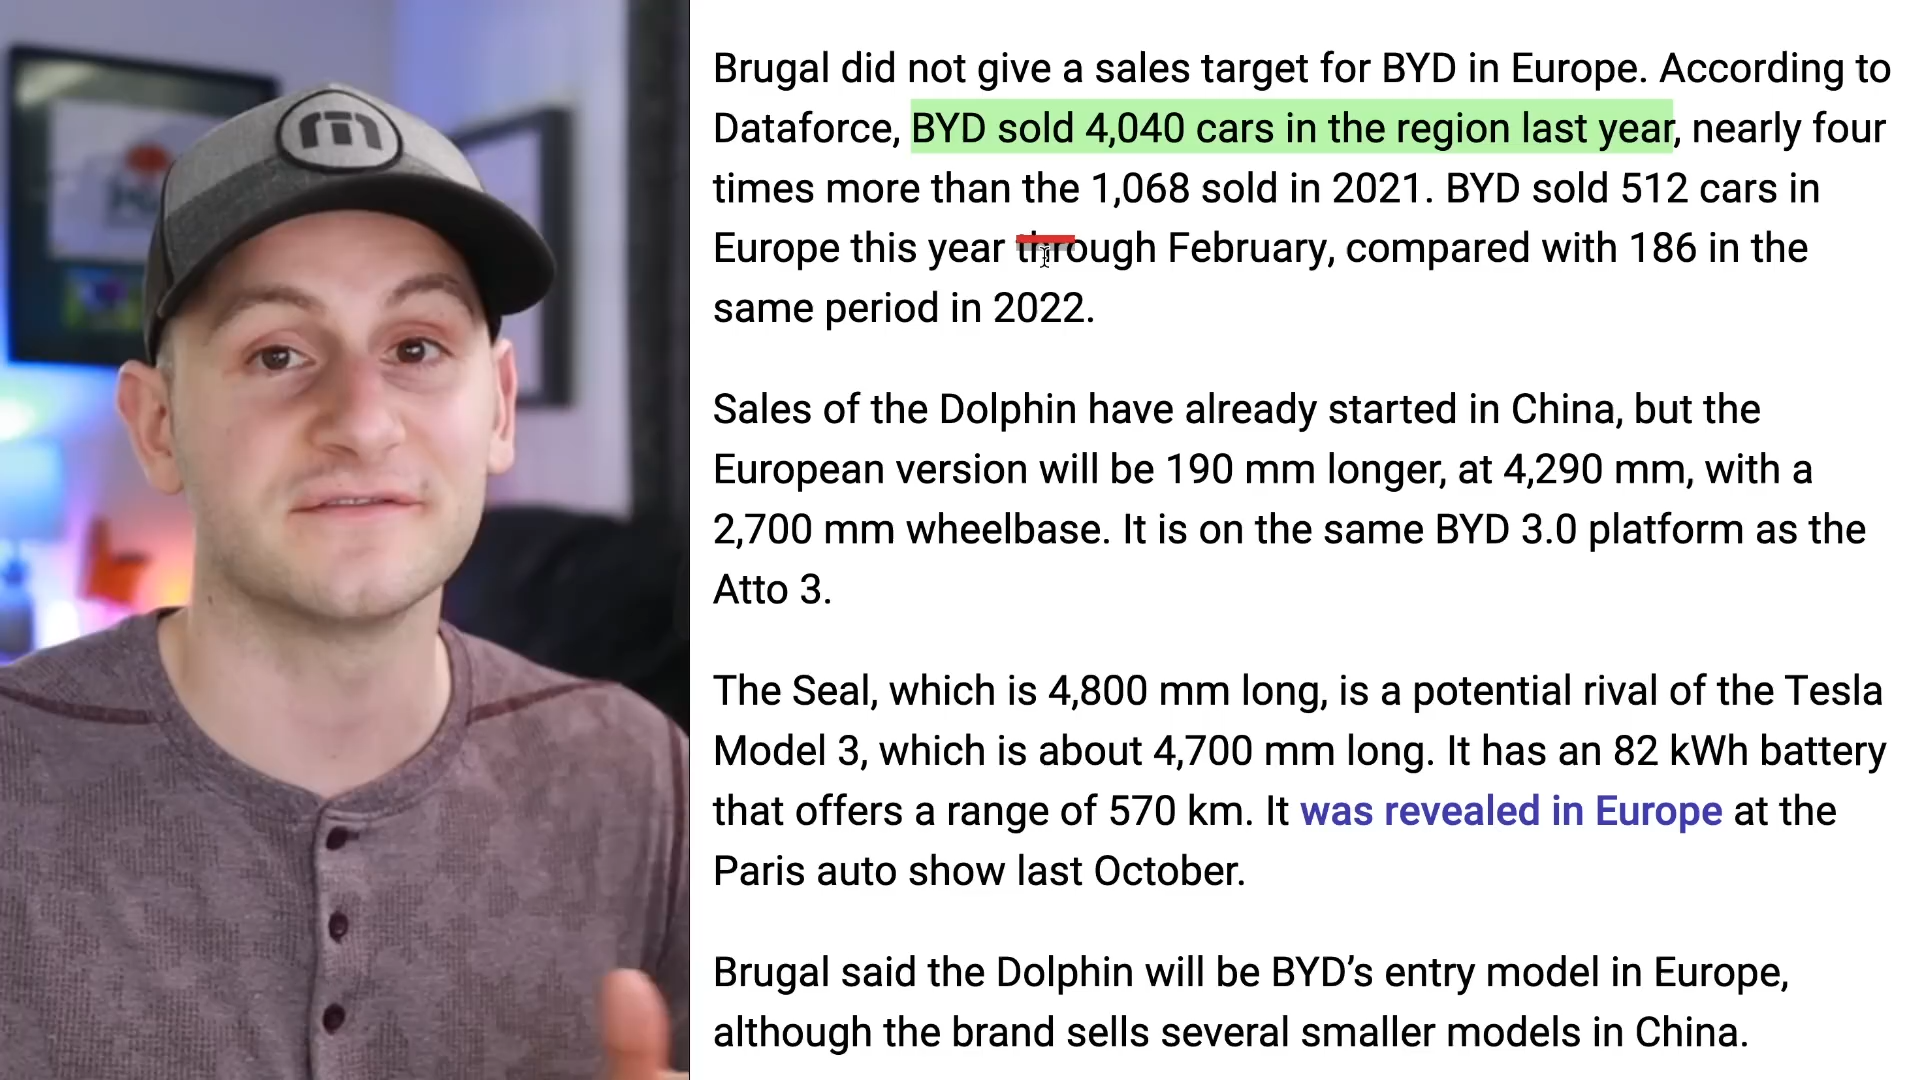 Brugal did not give a sales target for BYD in Europe. According to
Dataforce, BYD sold 4,040 cars in the region last year, nearly four
times more than the 1,068 sold in 2021. BYD sold 512 cars in
Europe this year through February, compared with 186 in the
same period in 2022.
Sales of the Dolphin have already started in China, but the
European version will be 190 mm longer, at 4,290 mm, with a
2,700 mm wheelbase. It is on the same BYD 3.0 platform as the
Atto 3.
The Seal, which is 4,800 mm long, is a potential rival of the Tesla
Model 3, which is about 4,700 mm long. It has an 82 kWh battery
that offers a range of 570 km. It was revealed in Europe at the
Paris auto show last October.
Brugal said the Dolphin will be BYD’s entry model in Europe,
although the brand sells several smaller models in China.